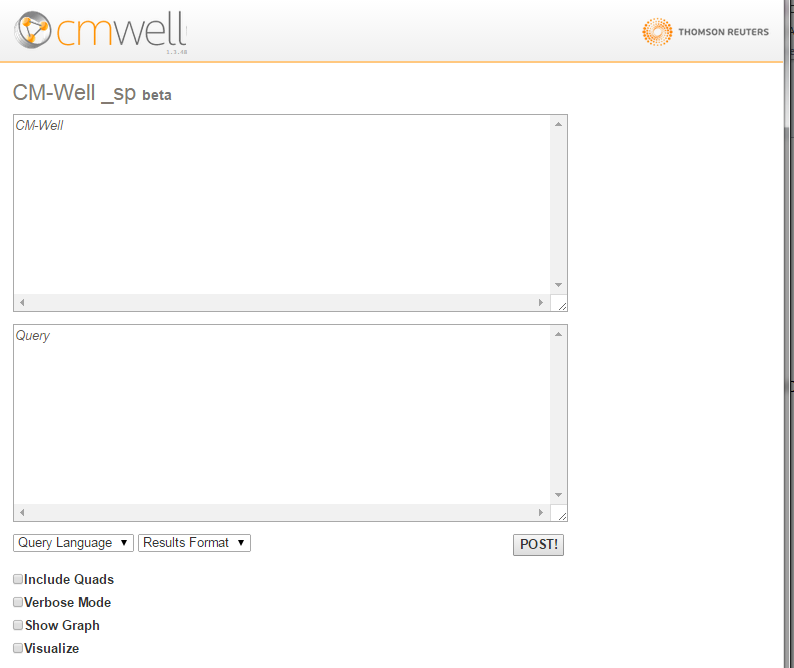 cmwell
1.3.48
THOMSON REUTERS
CM-Well _sp beta
CM-Well
Query
Query Language
Results Format
POST!
Include Quads
Verbose Mode
Show Graph
Visualize